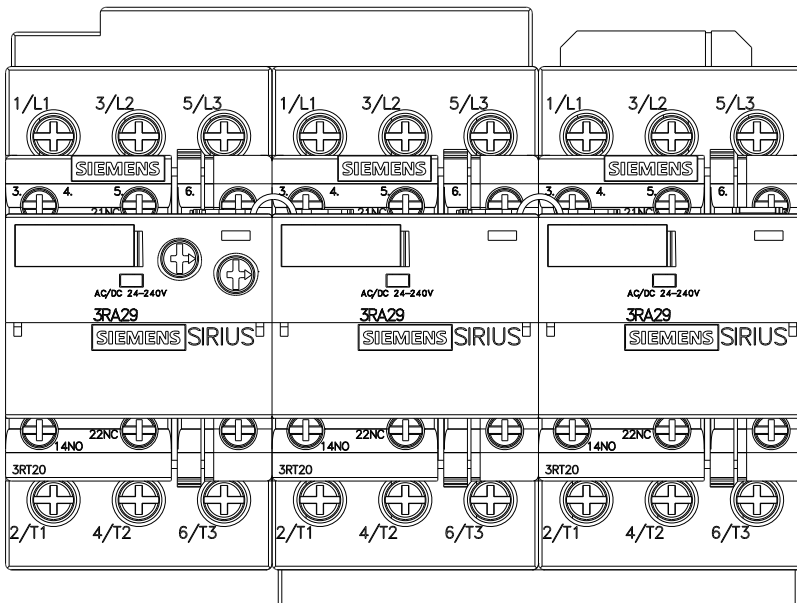 1/L1 3/L2 5/L3 1/L1 3/L2 5/L3 1/L1 3/L2 5/L3
SIEMENS SIEMENS SIEMENS
3. 4. 5. 6. 3. 4. 5. 6. 3. 4. 5. 6.
21NC 21NC 21NC
AC/DC 24-240V AC/DC 24-240V AC/DC 24-240V
3RA29 3RA29 3RA29
SIEMENS SIRIUS SIEMENS SIRIUS SIEMENS SIRIUS
22NC 22NC 22NC
14NO 14NO 14NO
3RT20 3RT20 3RT20
2/T1 4/T2 6/T3 2/T1 4/T2 6/T3 2/T1 4/T2 6/T3